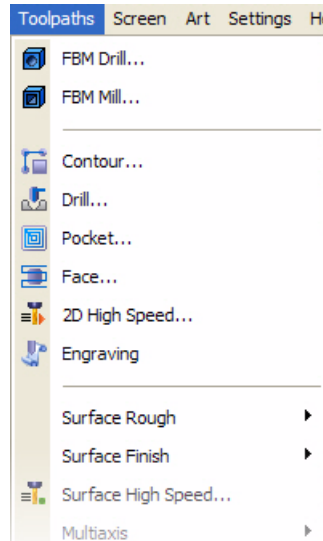 Toolpaths Screen Art Settings H
FBM Drill...
FBM Mill...
Contour...
Drill...
Pocket...
Face...
2D High Speed...
Engraving
Surface Rough
Surface Finish
Surface High Speed...
Multiaxis